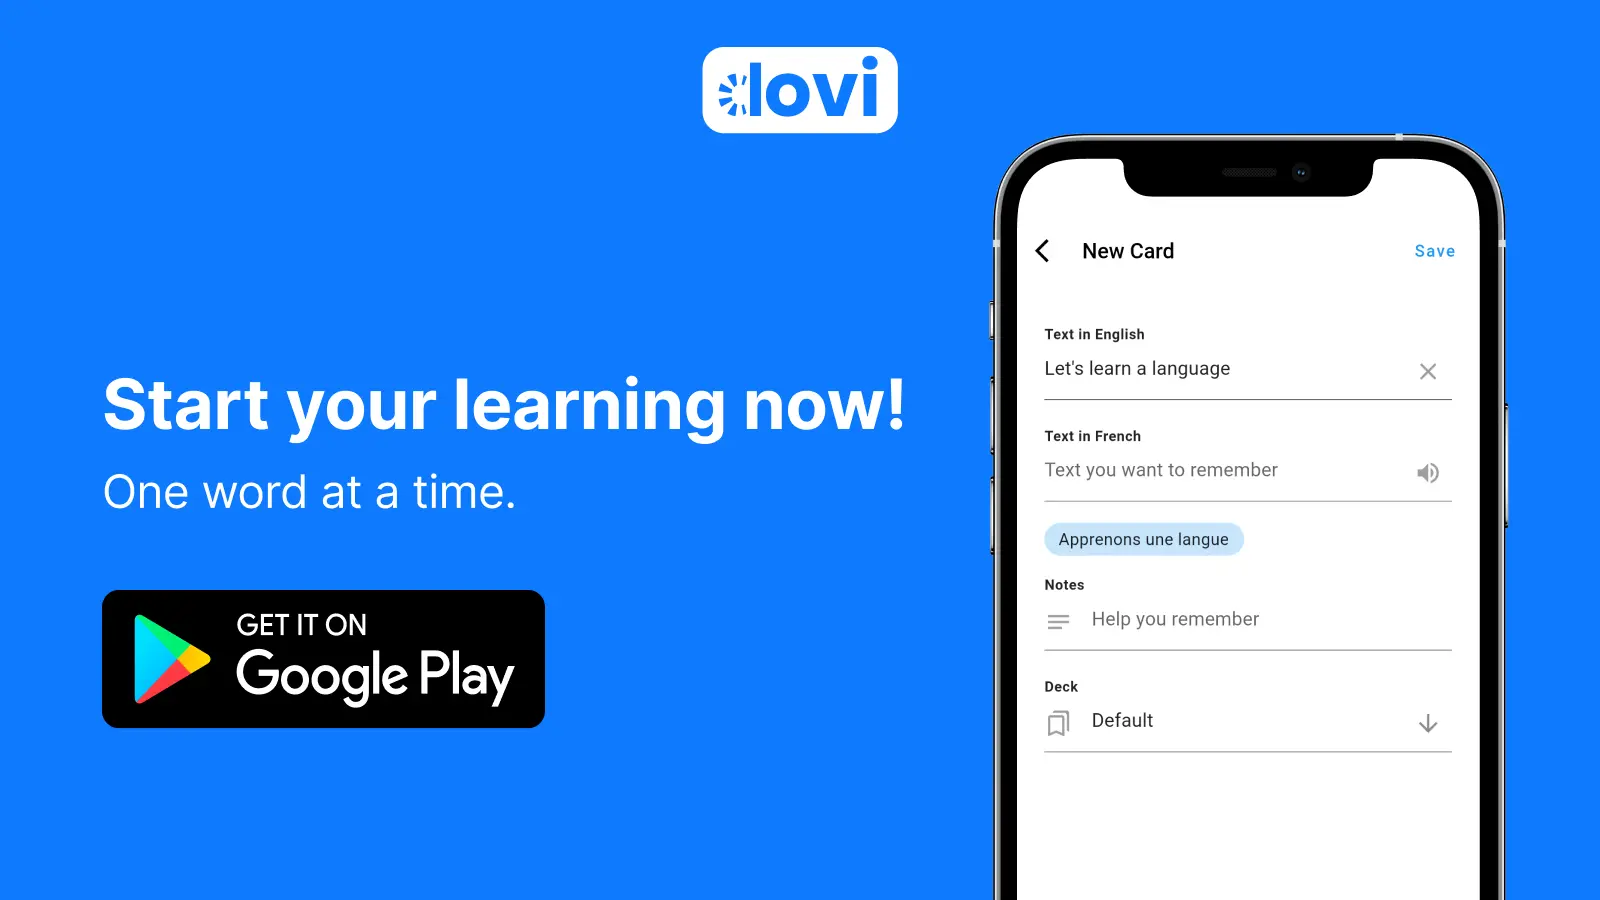 lovi
Start your learning now!
One word at a time.
GET IT ON
Google Play
New Card
Save
Text in English
Let's learn a language
Text in French
Text you want to remember
Apprenons une langue
Notes
Help you remember
Deck
Default